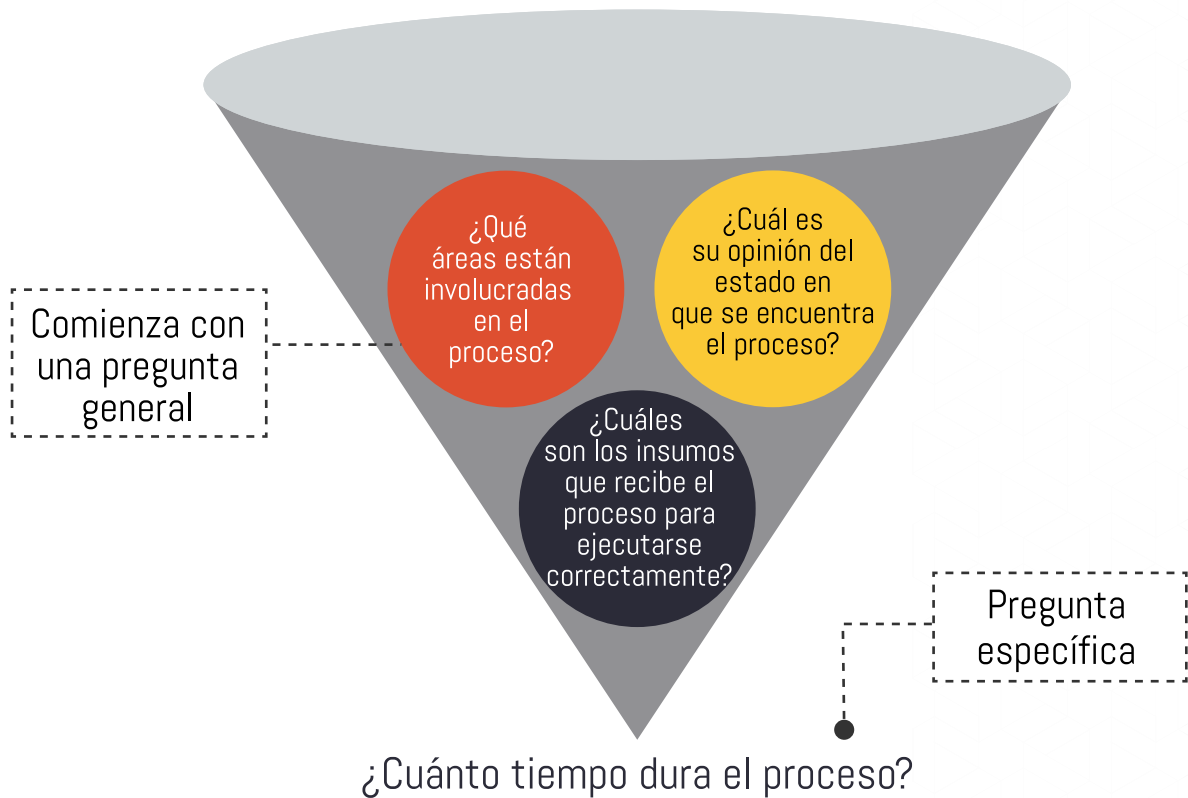 ¿Qué
áreas están
involucradas
en el
proceso?
¿Cuál es
su opinión del
estado en
que se encuentra
el proceso?
Comienza con
una pregunta
general
¿Cuáles
son los insumos
que recibe el
proceso para
ejecutarse
correctamente?
Pregunta
específica
¿Cuánto tiempo dura el proceso?